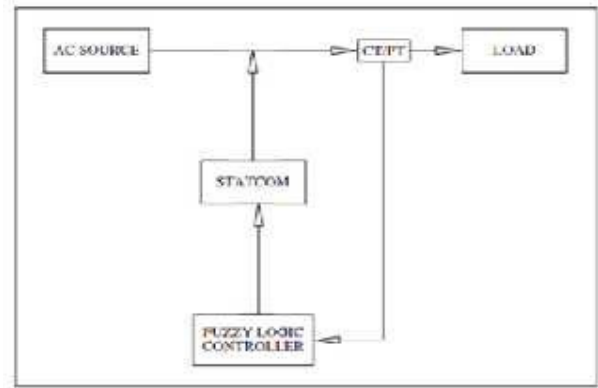 AC SOURCE
CT/PT
LOAD
STATCOM
FUZZY LOGIC
CONTROLLER